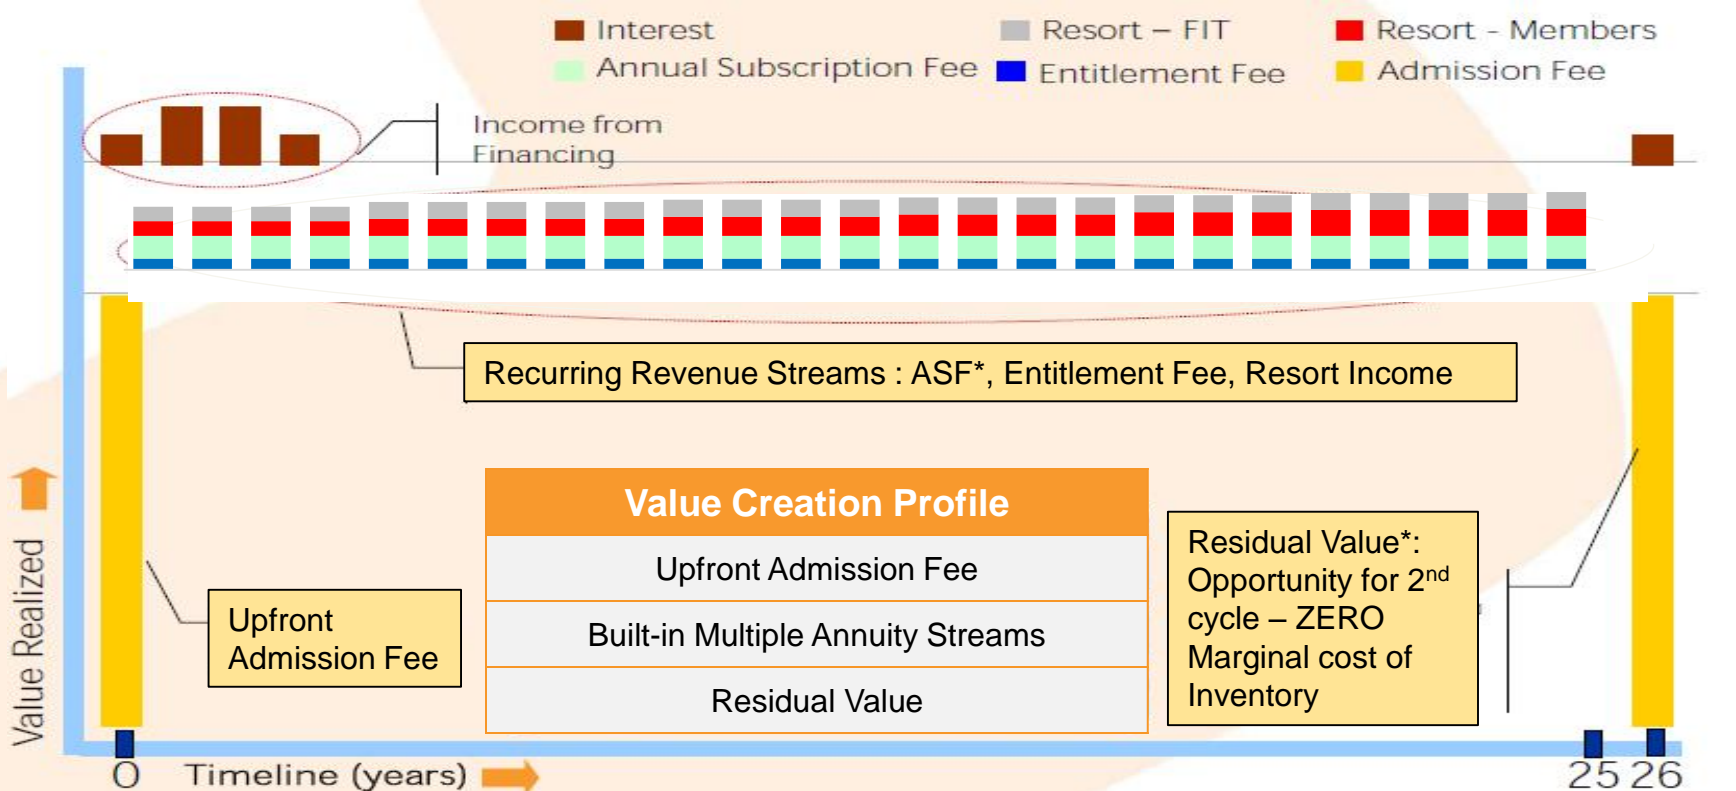 Interest
Resort – FIT
Resort - Members
Annual Subscription Fee
Entitlement Fee
Admission Fee
Income from
Financing
Recurring Revenue Streams : ASF*, Entitlement Fee, Resort Income
Value Realized
Upfront
Admission Fee
Value Creation Profile
Upfront Admission Fee
Built-in Multiple Annuity Streams
Residual Value
Residual Value*:
Opportunity for 2nd
cycle – ZERO
Marginal cost of
Inventory
0
Timeline (years)
25
26